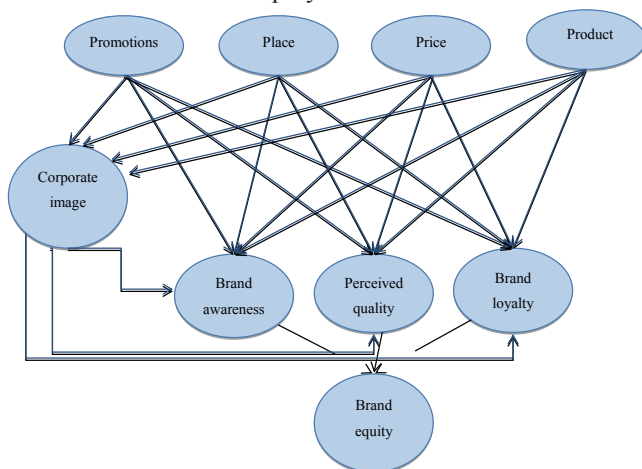 Promotions
Place
Price
Product
Corporate
image
Brand
awareness
Perceived
quality
Brand
loyalty
Brand
equity